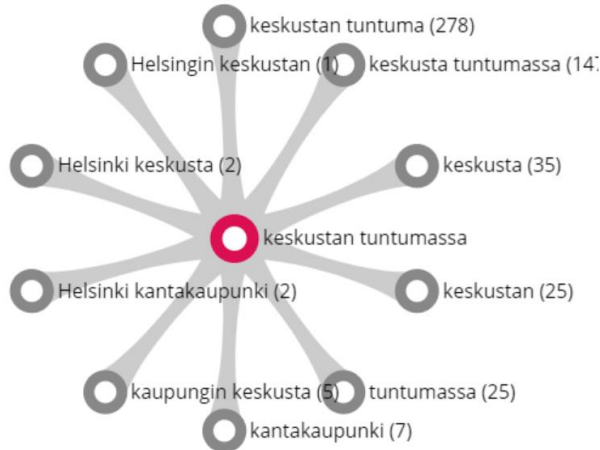 keskustan tuntuma (278)
Helsingin keskustan (1)
keskusta tuntumassa (147
Helsinki keskusta (2)
keskusta (35)
keskustan tuntumassa
Helsinki kantakaupunki (2)
keskustan (25)
kaupungin keskusta (5)
tuntumassa (25)
kantakaupunki (7)